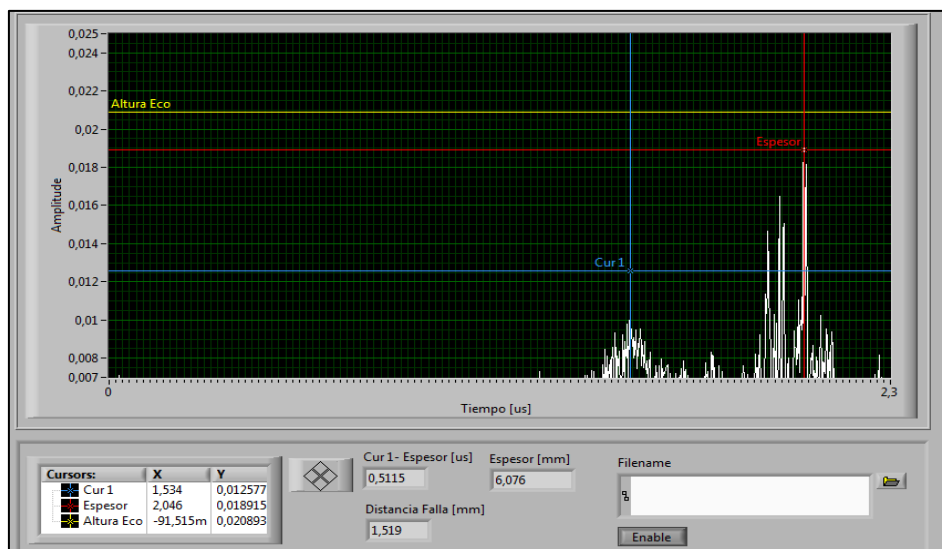 0,025
0,024
0,022
Altura Eco
0,02
Espesor
0,018
Amplitude
0,016
0,014
Cur 1
0,012
0,01
0,008
0,007
0
2,3
Tiempo [us]
Cursors: X Y
Cur 1 1,534 0,012577
Espesor 2,046 0,018915
Altura Eco -91,515m 0,020893
Cur 1- Espesor [us]
0,5115
Espesor [mm]
6,076
Distancia Falla [mm]
1,519
Filename
Enable